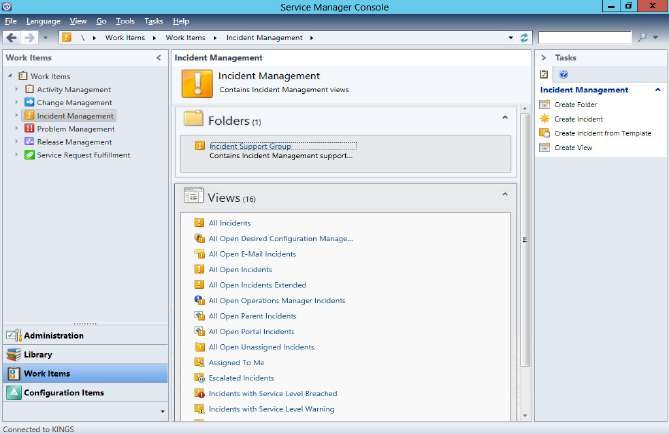 Service Manager Console
File Language View Go Tools Tasks Help
\ Work Items Work Items Incident Management
Work Items
Work Items
Activity Management
Change Management
Incident Management
Problem Management
Release Management
Service Request Fulfillment
Administration
Library
Work Items
Configuration Items
Incident Management
Incident Management
Contains Incident Management views
Folders (1)
Incident Support Group
Contains Incident Management support...
Views (16)
All Incidents
All Open Desired Configuration Manage...
All Open E-Mail Incidents
All Open Incidents
All Open Incidents Extended
All Open Operations Manager Incidents
All Open Parent Incidents
All Open Portal Incidents
All Open Unassigned Incidents
Assigned To Me
Escalated Incidents
Incidents with Service Level Breached
Incidents with Service Level Warning
Tasks
Incident Management
Create Folder
Create Incident
Create Incident from Template
Create View
Connected to KINGS